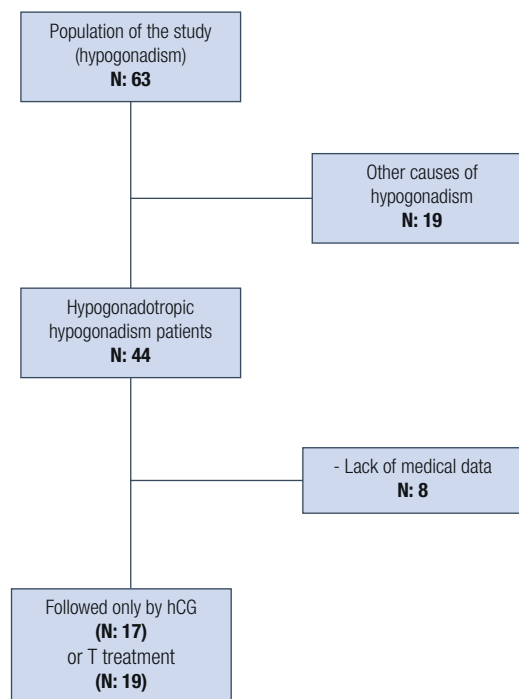 Population of the study
(hypogonadism)
N: 63
Other causes of
hypogonadism
N: 19
Hypogonadotropic
hypogonadism patients
N: 44
- Lack of medical data
N: 8
Followed only by hCG
(N: 17)
or T treatment
(N: 19)